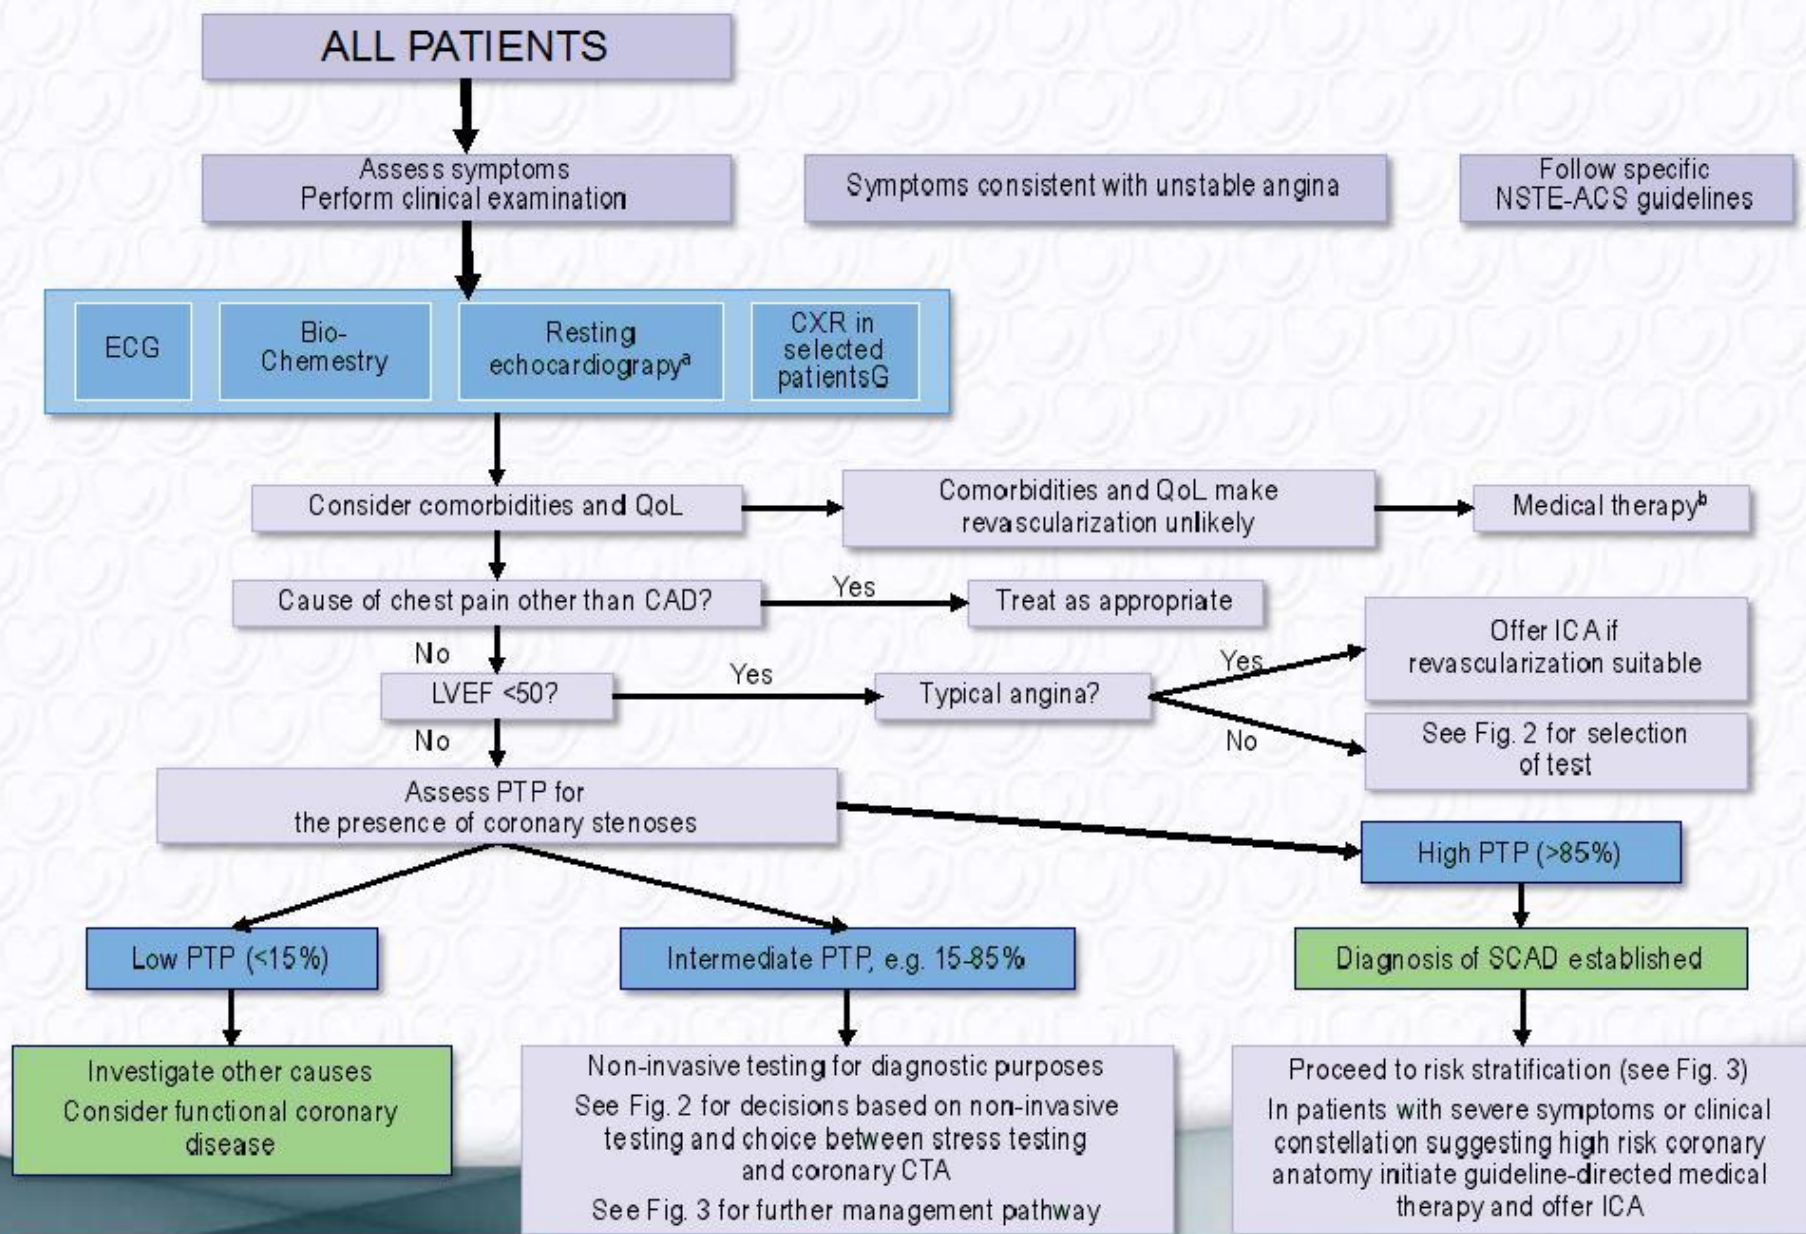 ALL PATIENTS
Assess symptoms
Perform clinical examination
Symptoms consistent with unstable angina
Follow specific
NSTE-ACS guidelines
ECG
Bio-
Chemestry
Resting
echocardiograpyᵃ
CXR in
selected
patientsG
Consider comorbidities and QoL
Comorbidities and QoL make
revascularization unlikely
Medical therapyᵇ
Cause of chest pain other than CAD?
Yes
Treat as appropriate
No
LVEF <50?
Yes
Typical angina?
Yes
Offer ICA if
revascularization suitable
No
See Fig. 2 for selection
of test
No
Assess PTP for
the presence of coronary stenoses
High PTP (>85%)
Low PTP (<15%)
Intermediate PTP, e.g. 15-85%
Diagnosis of SCAD established
Investigate other causes
Consider functional coronary
disease
Non-invasive testing for diagnostic purposes
See Fig. 2 for decisions based on non-invasive
testing and choice between stress testing
and coronary CTA
See Fig. 3 for further management pathway
Proceed to risk stratification (see Fig. 3)
In patients with severe symptoms or clinical
constellation suggesting high risk coronary
anatomy initiate guideline-directed medical
therapy and offer ICA